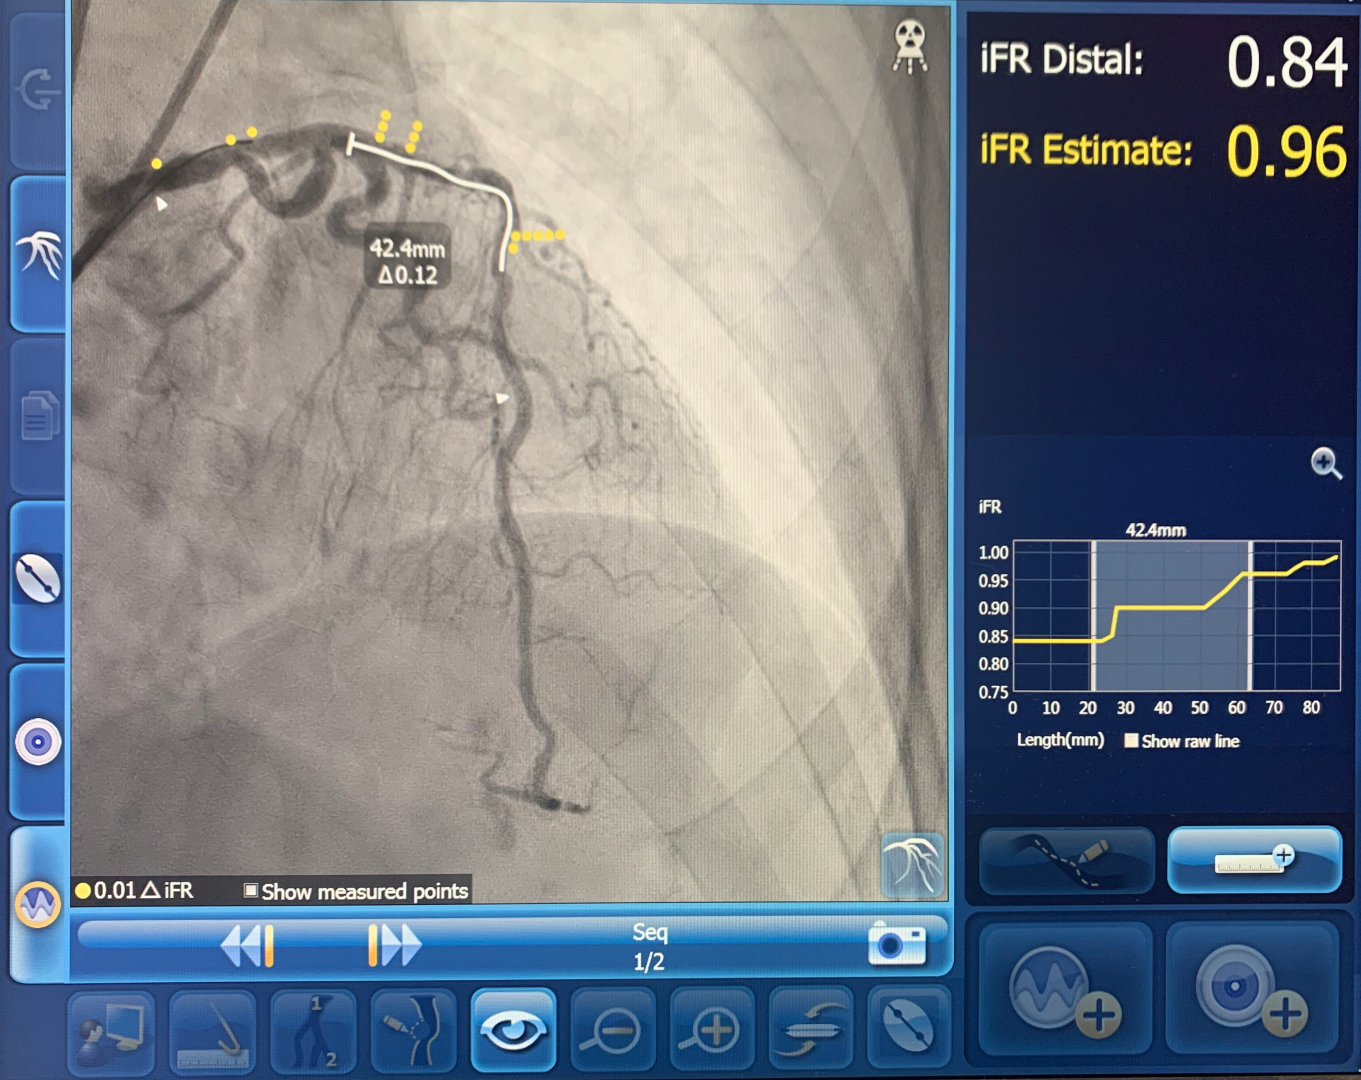 iFR Distal: 0.84
iFR Estimate: 0.96
42.4mm
Δ0.12
iFR
42.4mm
1.00
0.95
0.90
0.85
0.80
0.75
0 10 20 30 40 50 60 70 80
Length(mm) Show raw line
0.01 Δ iFR Show measured points
Seq
1/2
1
2